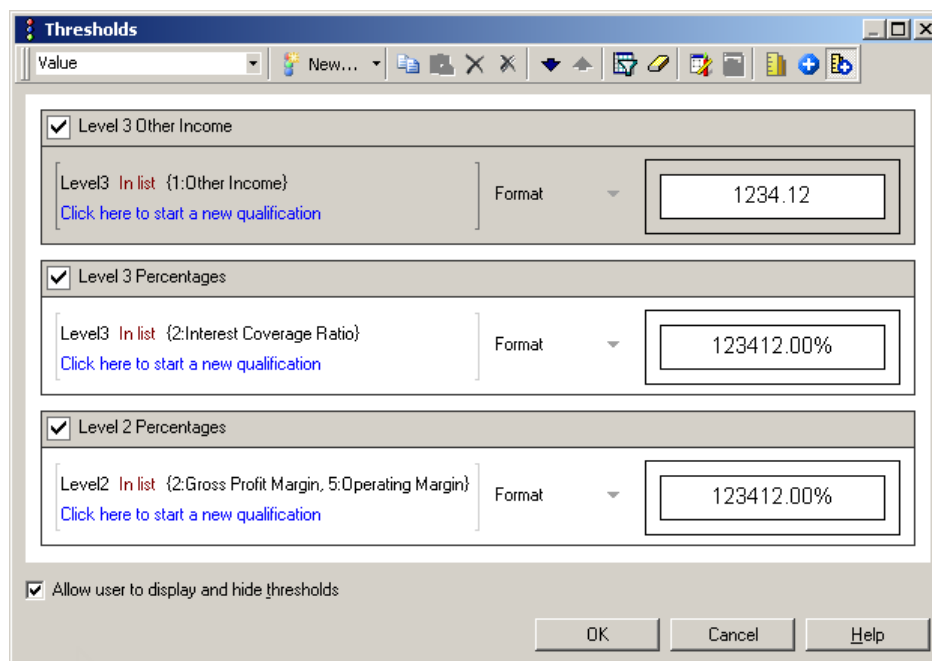 Thresholds
Value New...
Level 3 Other Income
Level3 In list {1:Other Income}
Click here to start a new qualification
Format
1234.12
Level 3 Percentages
Level3 In list {2:Interest Coverage Ratio}
Click here to start a new qualification
Format
123412.00%
Level 2 Percentages
Level2 In list {2:Gross Profit Margin, 5:Operating Margin}
Click here to start a new qualification
Format
123412.00%
Allow user to display and hide thresholds
OK Cancel Help